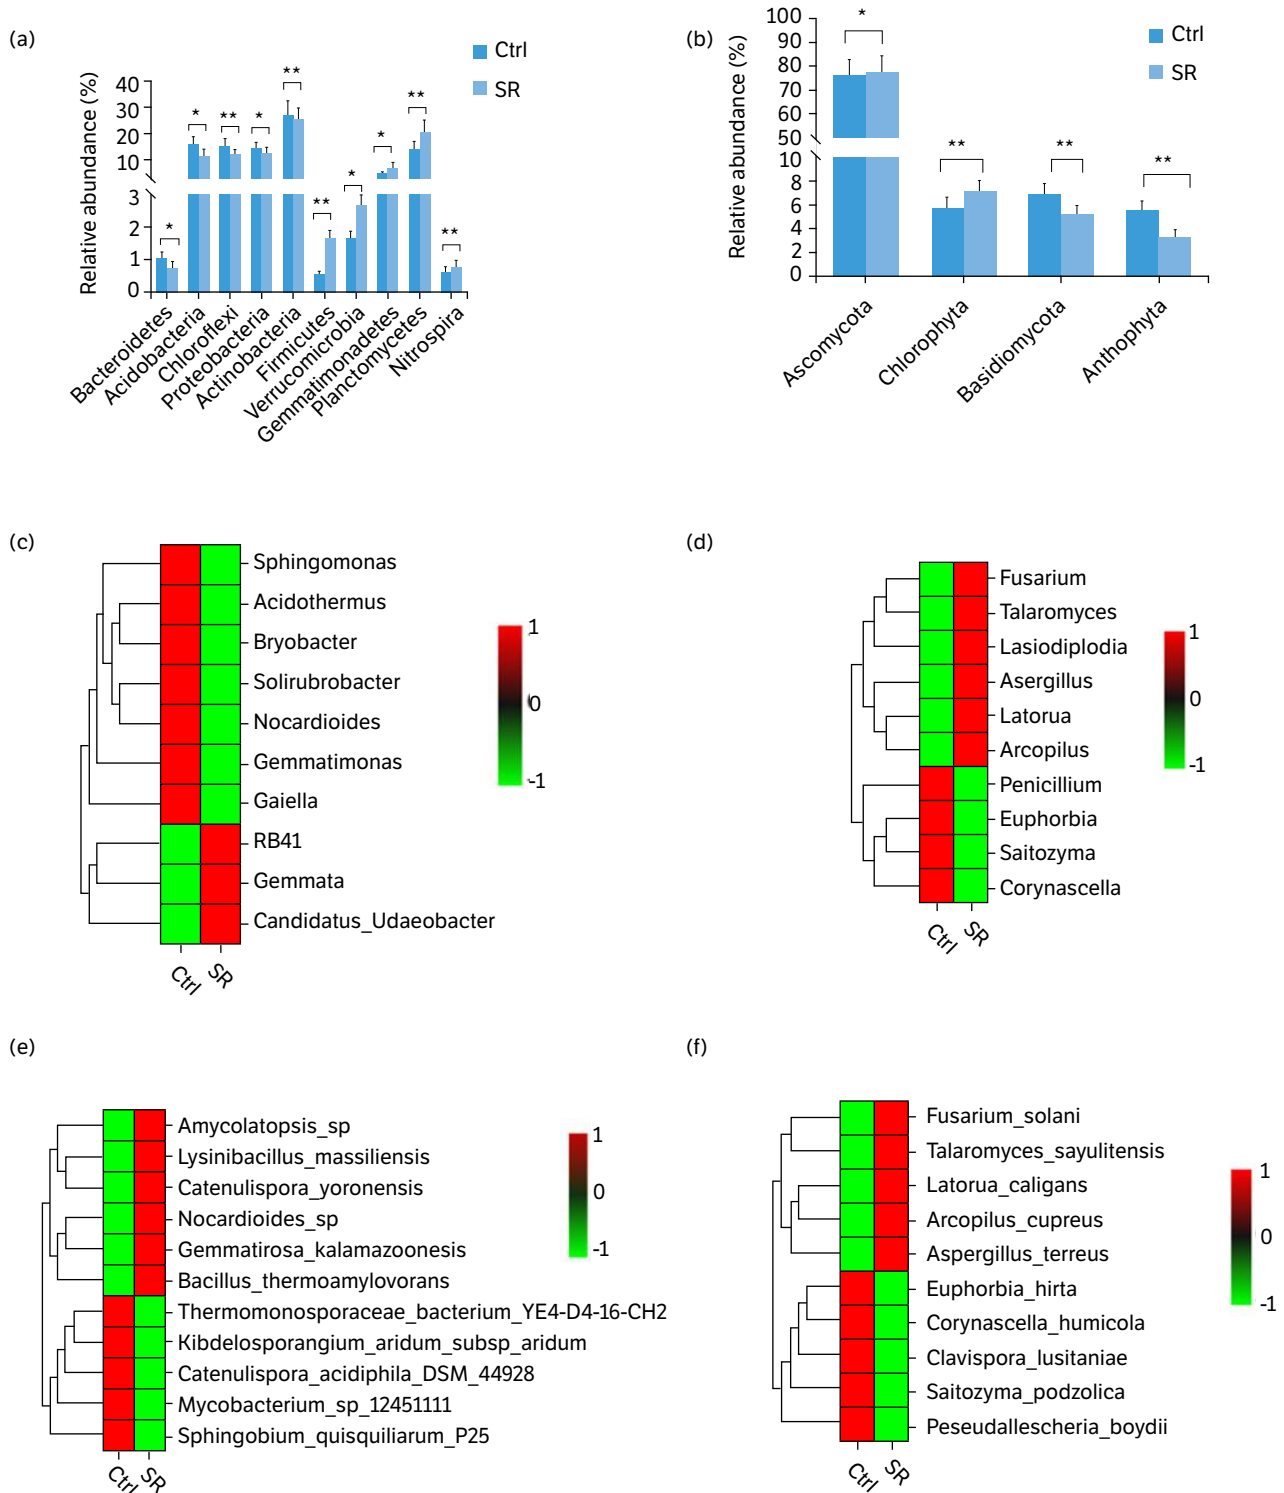 (a)
Ctrl
SR
Relative abundance (%)
40
30
20
10
3
2
1
0
*
**
*
**
*
**
*
*
**
**
Bacteroidetes
Acidobacteria
Chloroflexi
Proteobacteria
Actinobacteria
Firmicutes
Verrucomicrobia
Gemmatimonadetes
Planctomycetes
Nitrospira
(b)
Ctrl
SR
Relative abundance (%)
100
90
80
70
60
50
10
8
6
4
2
0
*
**
**
**
Ascomycota
Chlorophyta
Basidiomycota
Anthophyta
(c)
Sphingomonas
Acidothermus
Bryobacter
Solirubrobacter
Nocardioides
Gemmatimonas
Gaiella
RB41
Gemmata
Candidatus_Udaeobacter
Ctrl
SR
1
0
-1
(d)
Fusarium
Talaromyces
Lasiodiplodia
Asergillus
Latorua
Arcopilus
Penicillium
Euphorbia
Saitozyma
Corynascella
Ctrl
SR
1
0
-1
(e)
Amycolatopsis_sp
Lysinibacillus_massiliensis
Catenulispora_yoronensis
Nocardioides_sp
Gemmatirosa_kalamazoonesis
Bacillus_thermoamylovorans
Thermomonosporaceae_bacterium_YE4-D4-16-CH2
Kibdelosporangium_aridum_subsp_aridum
Catenulispora_acidiphila_DSM_44928
Mycobacterium_sp_12451111
Sphingobium_quisquiliarum_P25
Ctrl
SR
1
0
-1
(f)
Fusarium_solani
Talaromyces_sayulitensis
Latorua_caligans
Arcopilus_cupreus
Aspergillus_terreus
Euphorbia_hirta
Corynascella_humicola
Clavispora_lusitaniae
Saitozyma_podzolica
Peseudallescheria_boydii
Ctrl
SR
1
0
-1